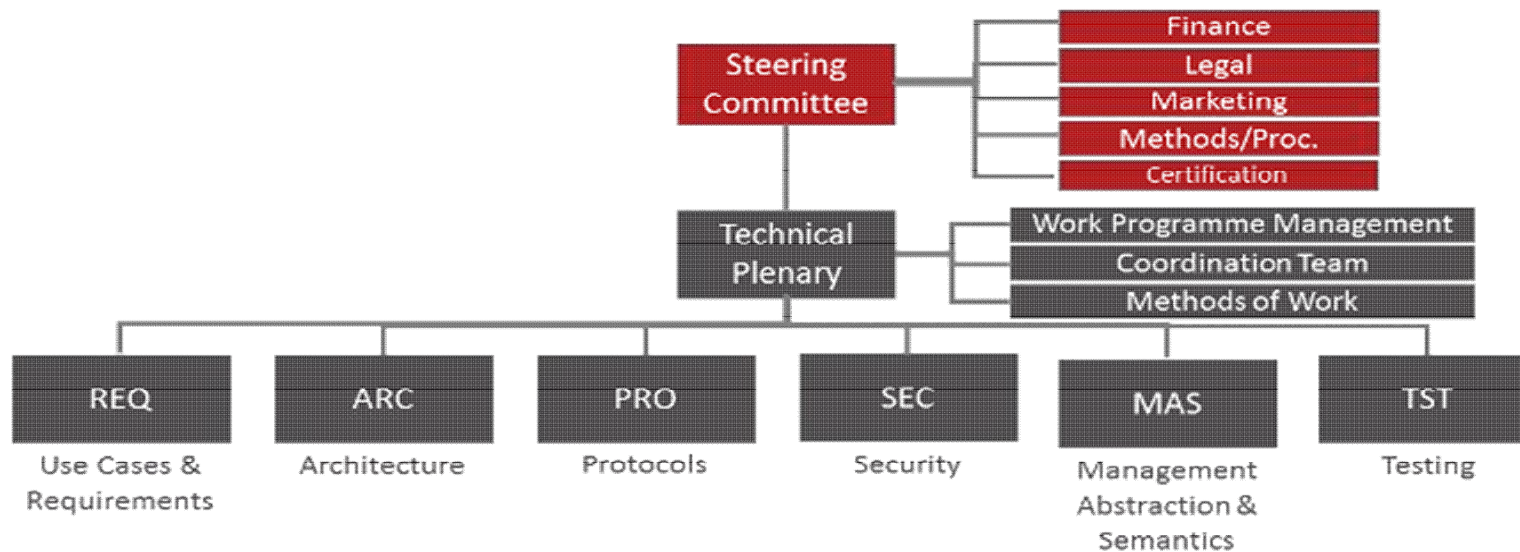 Finance
Steering
Committee
Legal
Marketing
Methods/Proc.
Certification
Technical
Plenary
Work Programme Management
Coordination Team
Methods of Work
REQ
ARC
PRO
SEC
MAS
TST
Use Cases &
Requirements
Architecture
Protocols
Security
Management
Abstraction &
Semantics
Testing